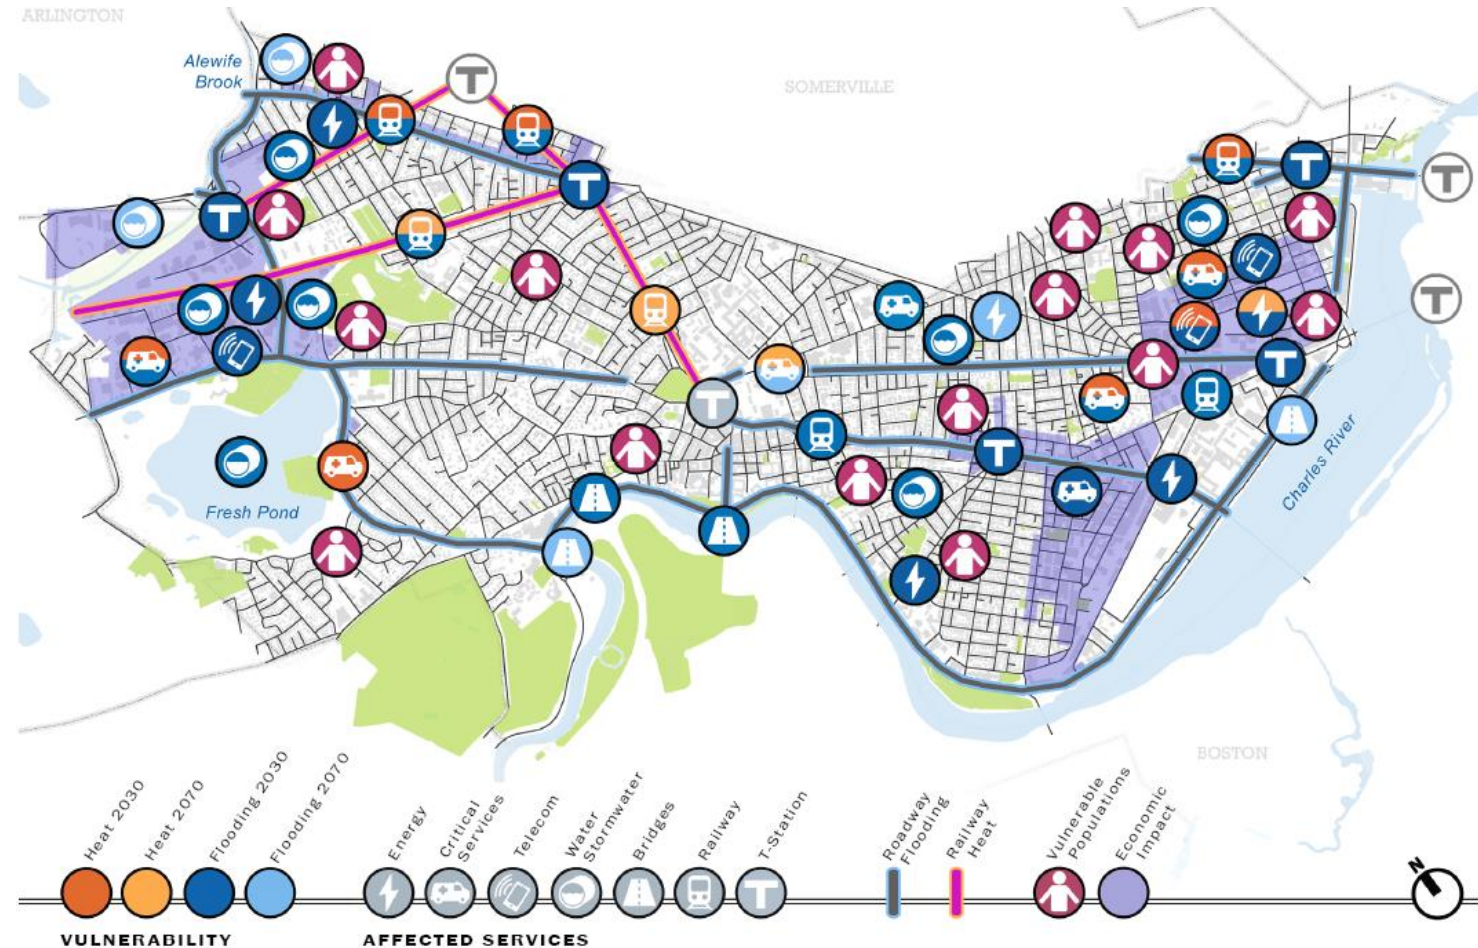 ARLINGTON
Alewife
Brook
SOMERVILLE
T
T
T
T
T
T
T
T
T
Charles River
Fresh Pond
BOSTON
Heat 2030
Heat 2070
Flooding 2030
Flooding 2070
Energy
Critical
Services
Telecom
Water
Stormwater
Bridges
Railway
T-Station
Roadway
Flooding
Railway
Heat
Vulnerable
Populations
Economic
Impact
T
N
VULNERABILITY
AFFECTED SERVICES